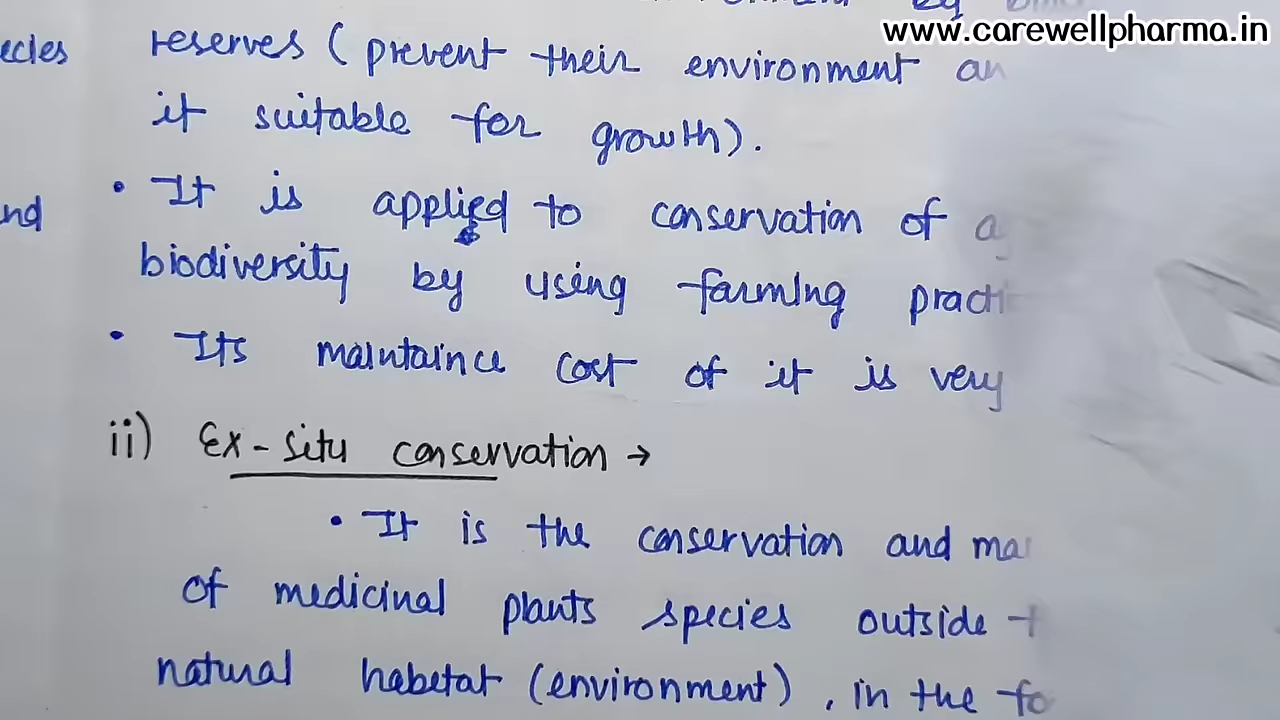 www.carewellpharma.in
by
ecies reserves (prevent their environment an
it suitable for growth).
nd • It is applied to conservation of a
biodiversity by using farming practi
• Its maintaince cost of it is very
ii) Ex-situ conservation →
• It is the conservation and ma
of medicinal plants species outside t
natural habetat (environment), in the fo